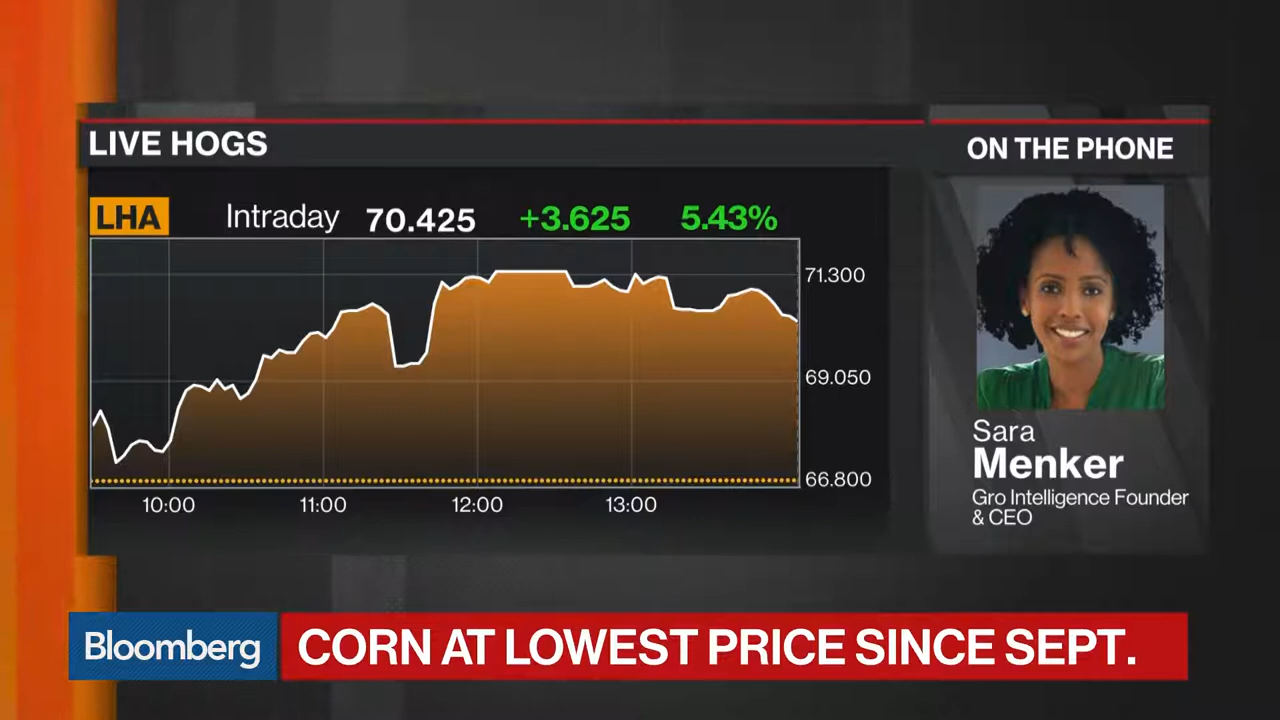 LIVE HOGS
ON THE PHONE
LHA Intraday 70.425 +3.625 5.43%
71.300
69.050
66.800
10:00 11:00 12:00 13:00
Sara
Menker
Gro Intelligence Founder
& CEO
Bloomberg CORN AT LOWEST PRICE SINCE SEPT.